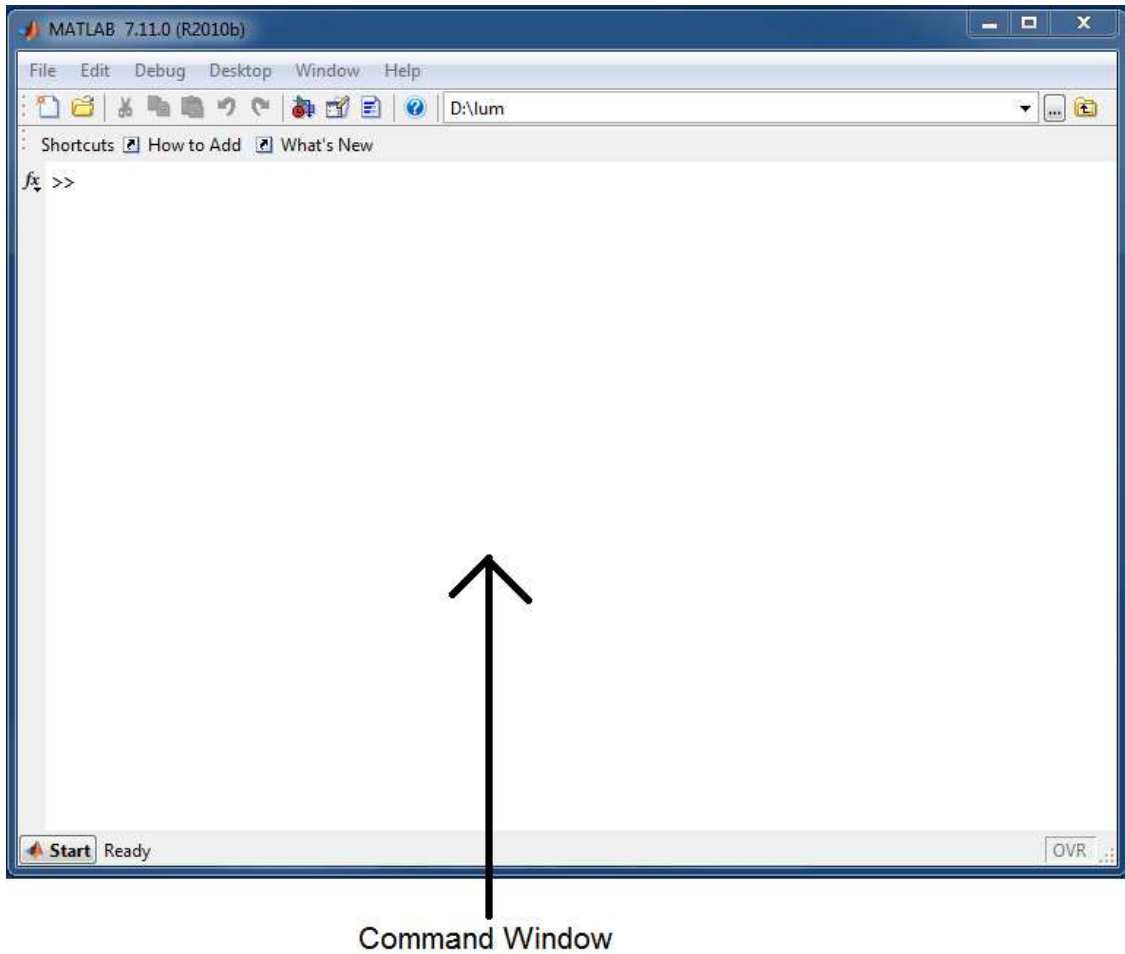 MATLAB 7.11.0 (R2010b)
File Edit Debug Desktop Window Help
D:\lum
Shortcuts How to Add What's New
fx >>
Start Ready OVR
Command Window